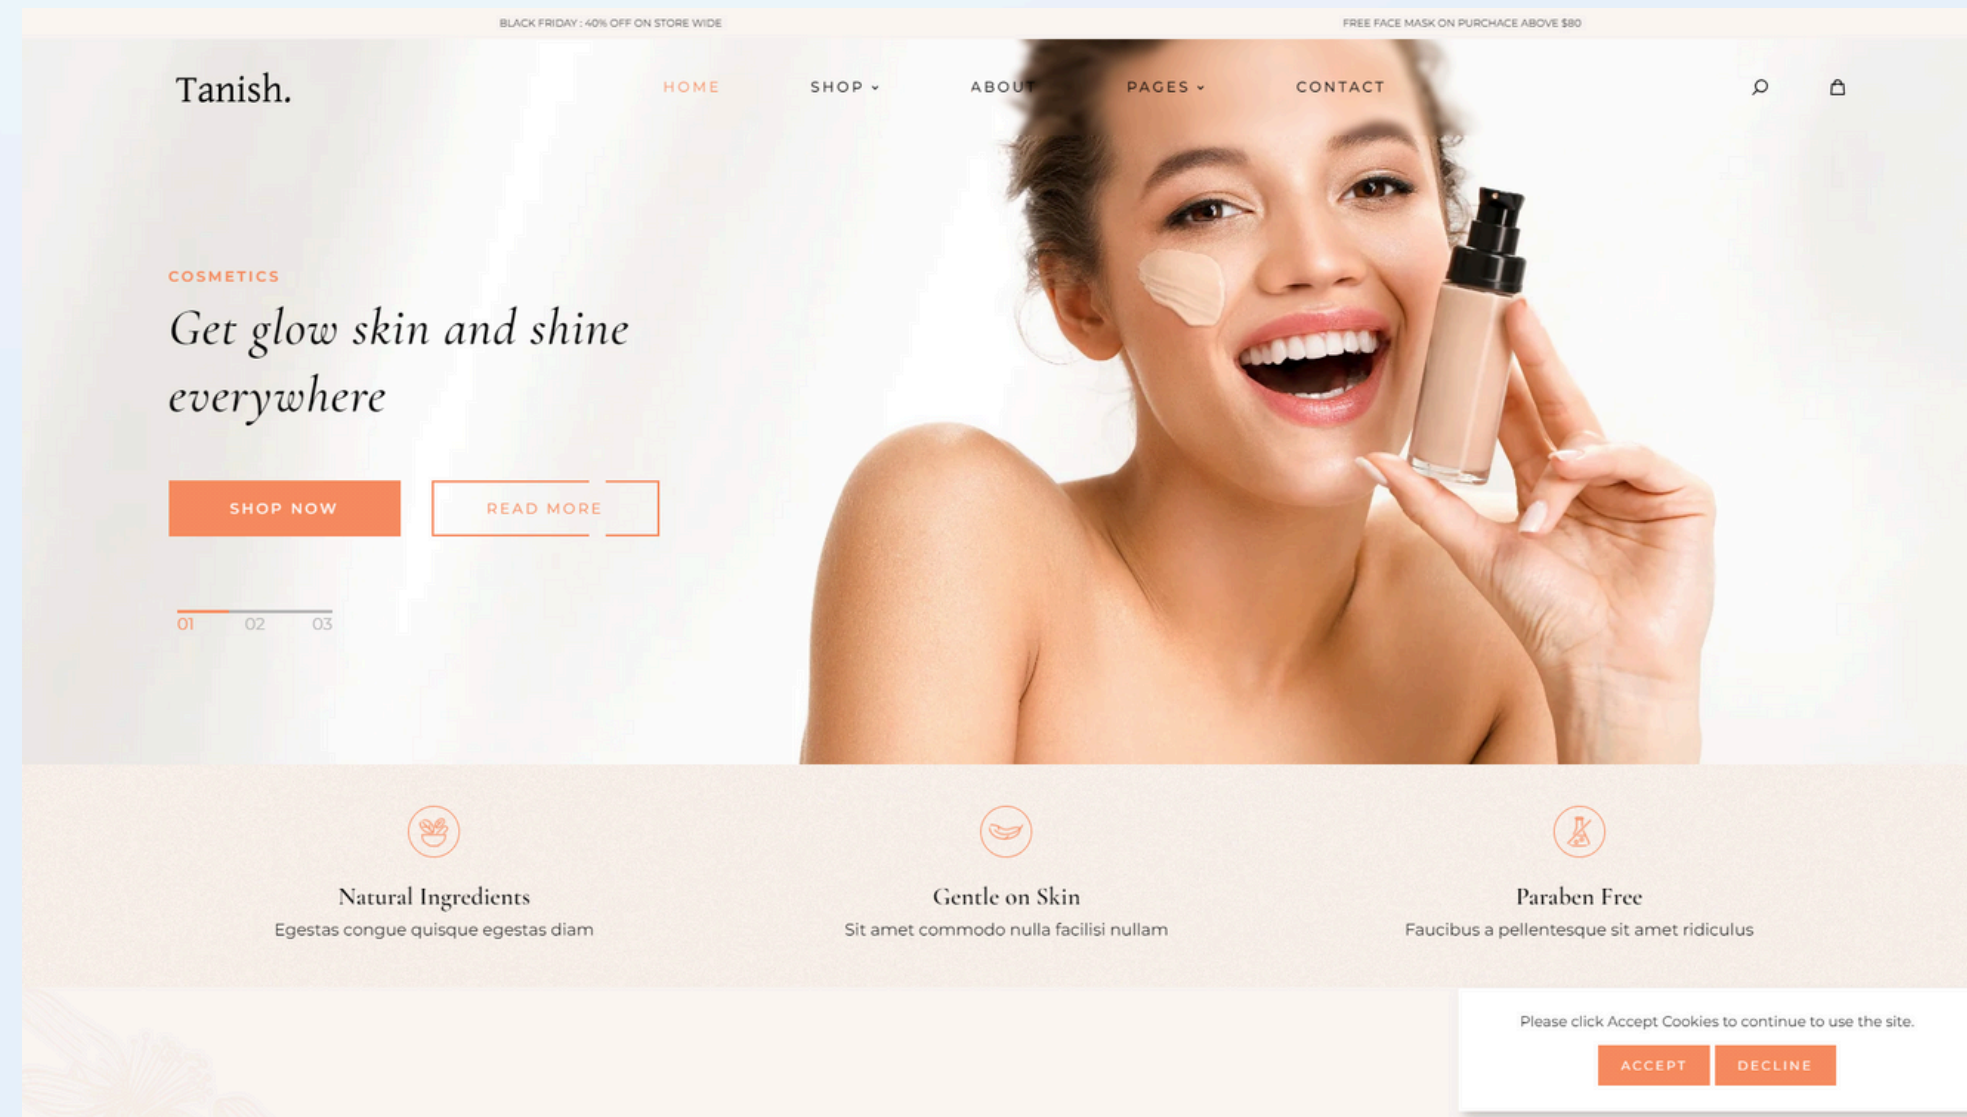 BLACK FRIDAY : 40% OFF ON STORE WIDE
FREE FACE MASK ON PURCHACE ABOVE $80
Tanish.
HOME
SHOP
ABOUT
PAGES
CONTACT
COSMETICS
Get glow skin and shine
everywhere
SHOP NOW
READ MORE
01 02 03
Natural Ingredients
Egestas congue quisque egestas diam
Gentle on Skin
Sit amet commodo nulla facilisi nullam
Paraben Free
Faucibus a pellentesque sit amet ridiculus
Please click Accept Cookies to continue to use the site.
ACCEPT
DECLINE